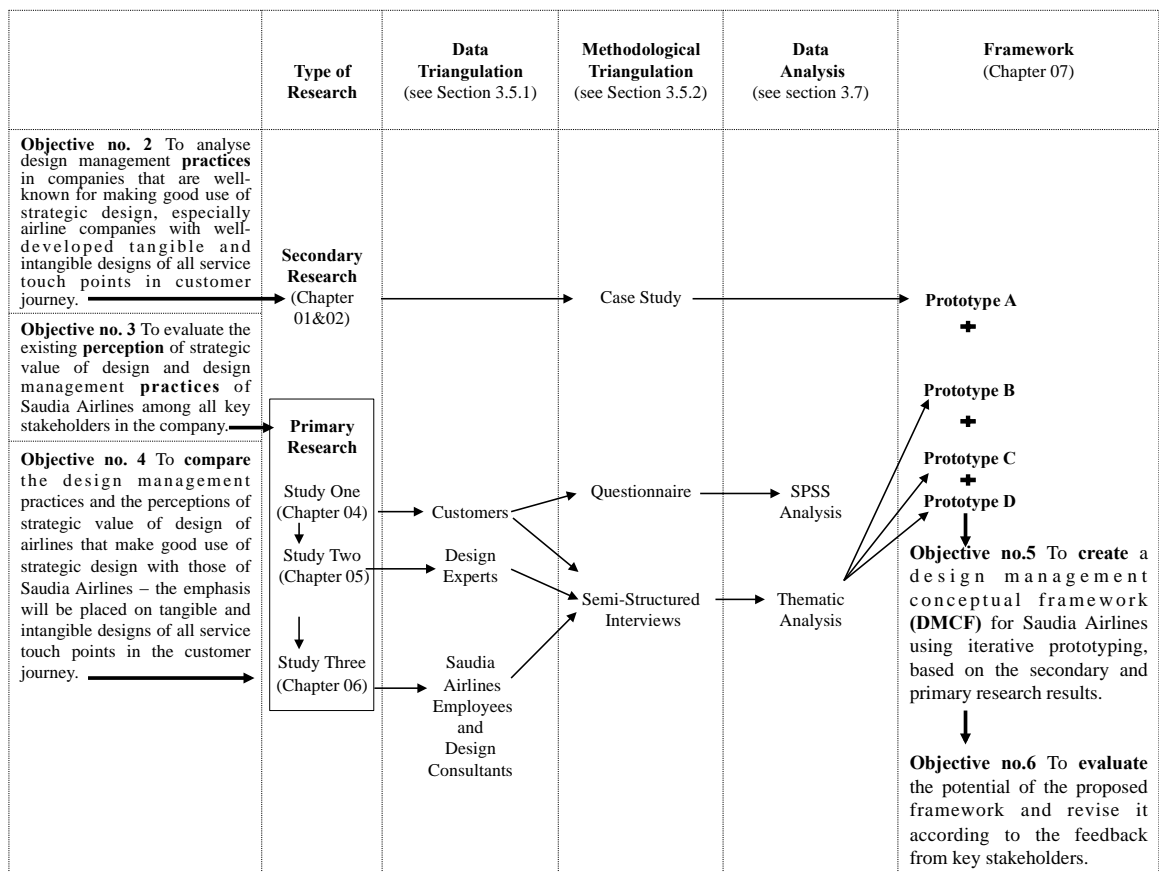 Type of
Research
Data
Triangulation
(see Section 3.5.1)
Methodological
Triangulation
(see Section 3.5.2)
Data
Analysis
(see section 3.7)
Framework
(Chapter 07)
Objective no. 2 To analyse
design management practices
in companies that are well-
known for making good use of
strategic design, especially
airline companies with well-
developed tangible and
intangible designs of all service
touch points in customer
journey.
Secondary
Research
(Chapter
01&02)
Case Study
Prototype A
+
Objective no. 3 To evaluate the
existing perception of strategic
value of design and design
management practices of
Saudia Airlines among all key
stakeholders in the company.
Objective no. 4 To compare
the design management
practices and the perceptions of
strategic value of design of
airlines that make good use of
strategic design with those of
Saudia Airlines – the emphasis
will be placed on tangible and
intangible designs of all service
touch points in the customer
journey.
Primary
Research
Study One
(Chapter 04)
Study Two
(Chapter 05)
Study Three
(Chapter 06)
Customers
Design
Experts
Saudia
Airlines
Employees
and
Design
Consultants
Questionnaire
Semi-Structured
Interviews
SPSS
Analysis
Thematic
Analysis
Prototype B
+
Prototype C
+
Prototype D
Objective no.5 To create a
design management
conceptual framework
(DMCF) for Saudia Airlines
using iterative prototyping,
based on the secondary and
primary research results.
Objective no.6 To evaluate
the potential of the proposed
framework and revise it
according to the feedback
from key stakeholders.